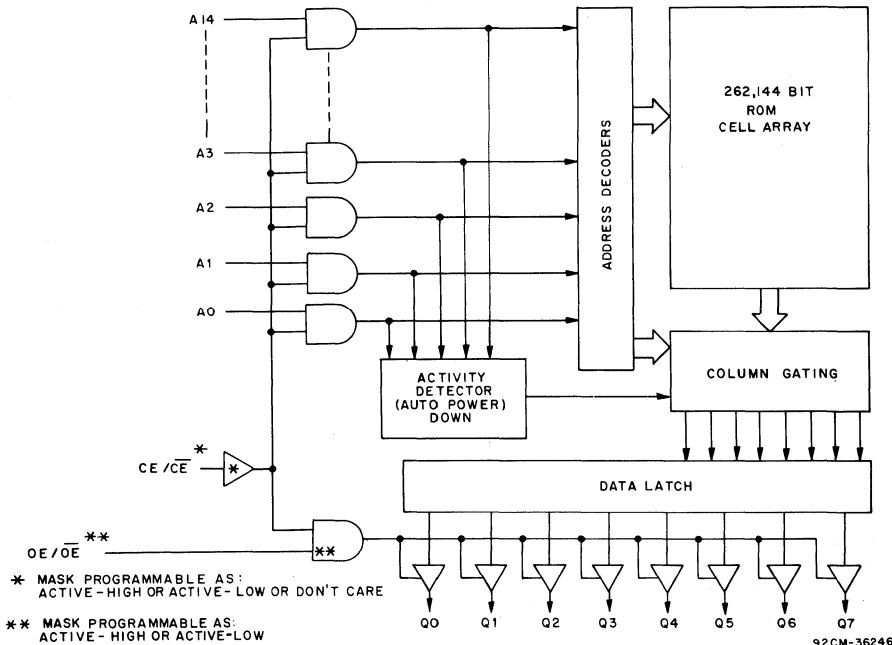 A14
A3
A2
A1
A0
ADDRESS DECODERS
262,144 BIT
ROM
CELL ARRAY
ACTIVITY
DETECTOR
(AUTO POWER)
DOWN
COLUMN GATING
CE/CE *
*
DATA LATCH
OE/OE **
**
* MASK PROGRAMMABLE AS:
ACTIVE-HIGH OR ACTIVE-LOW OR DON'T CARE
** MASK PROGRAMMABLE AS:
ACTIVE-HIGH OR ACTIVE-LOW
Q0 Q1 Q2 Q3 Q4 Q5 Q6 Q7
92CM-36246